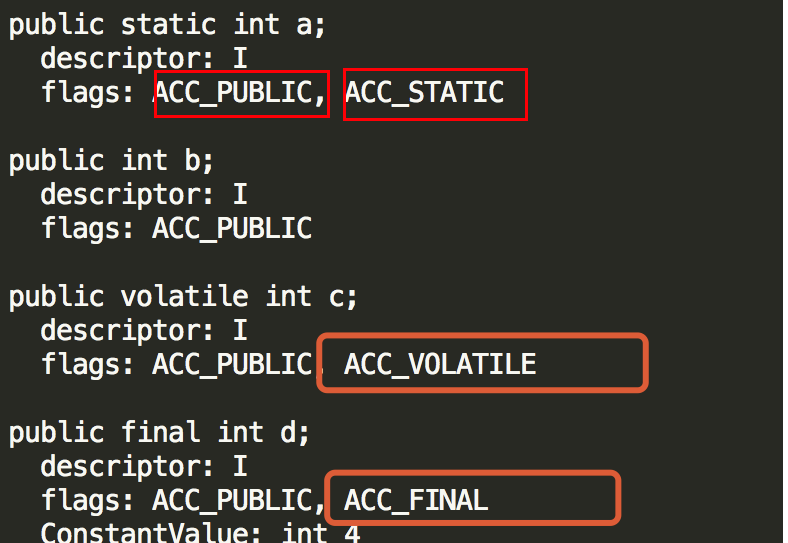 public static int a;
descriptor: I
flags: ACC_PUBLIC, ACC_STATIC
public int b;
descriptor: I
flags: ACC_PUBLIC
public volatile int c;
descriptor: I
flags: ACC_PUBLIC, ACC_VOLATILE
public final int d;
descriptor: I
flags: ACC_PUBLIC, ACC_FINAL
ConstantValue: int 4